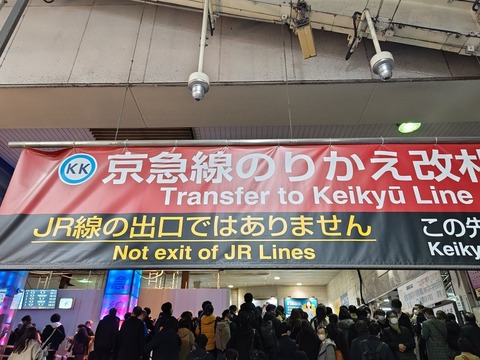 KK 京急線のりかえ改札
Transfer to Keikyū Line
JR線の出口ではありません
Not exit of JR Lines
この先
Keiky